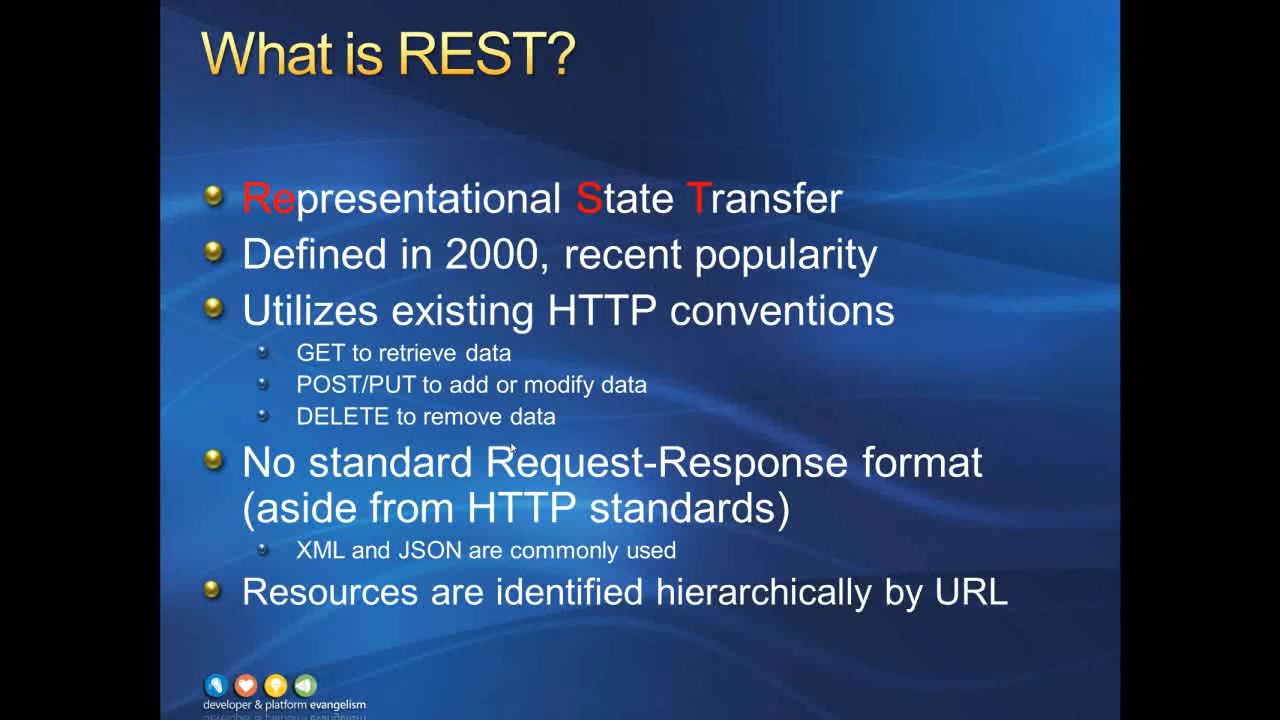 What is REST?
Representational State Transfer
Defined in 2000, recent popularity
Utilizes existing HTTP conventions
GET to retrieve data
POST/PUT to add or modify data
DELETE to remove data
No standard Request-Response format
(aside from HTTP standards)
XML and JSON are commonly used
Resources are identified hierarchically by URL
developer & platform evangelism